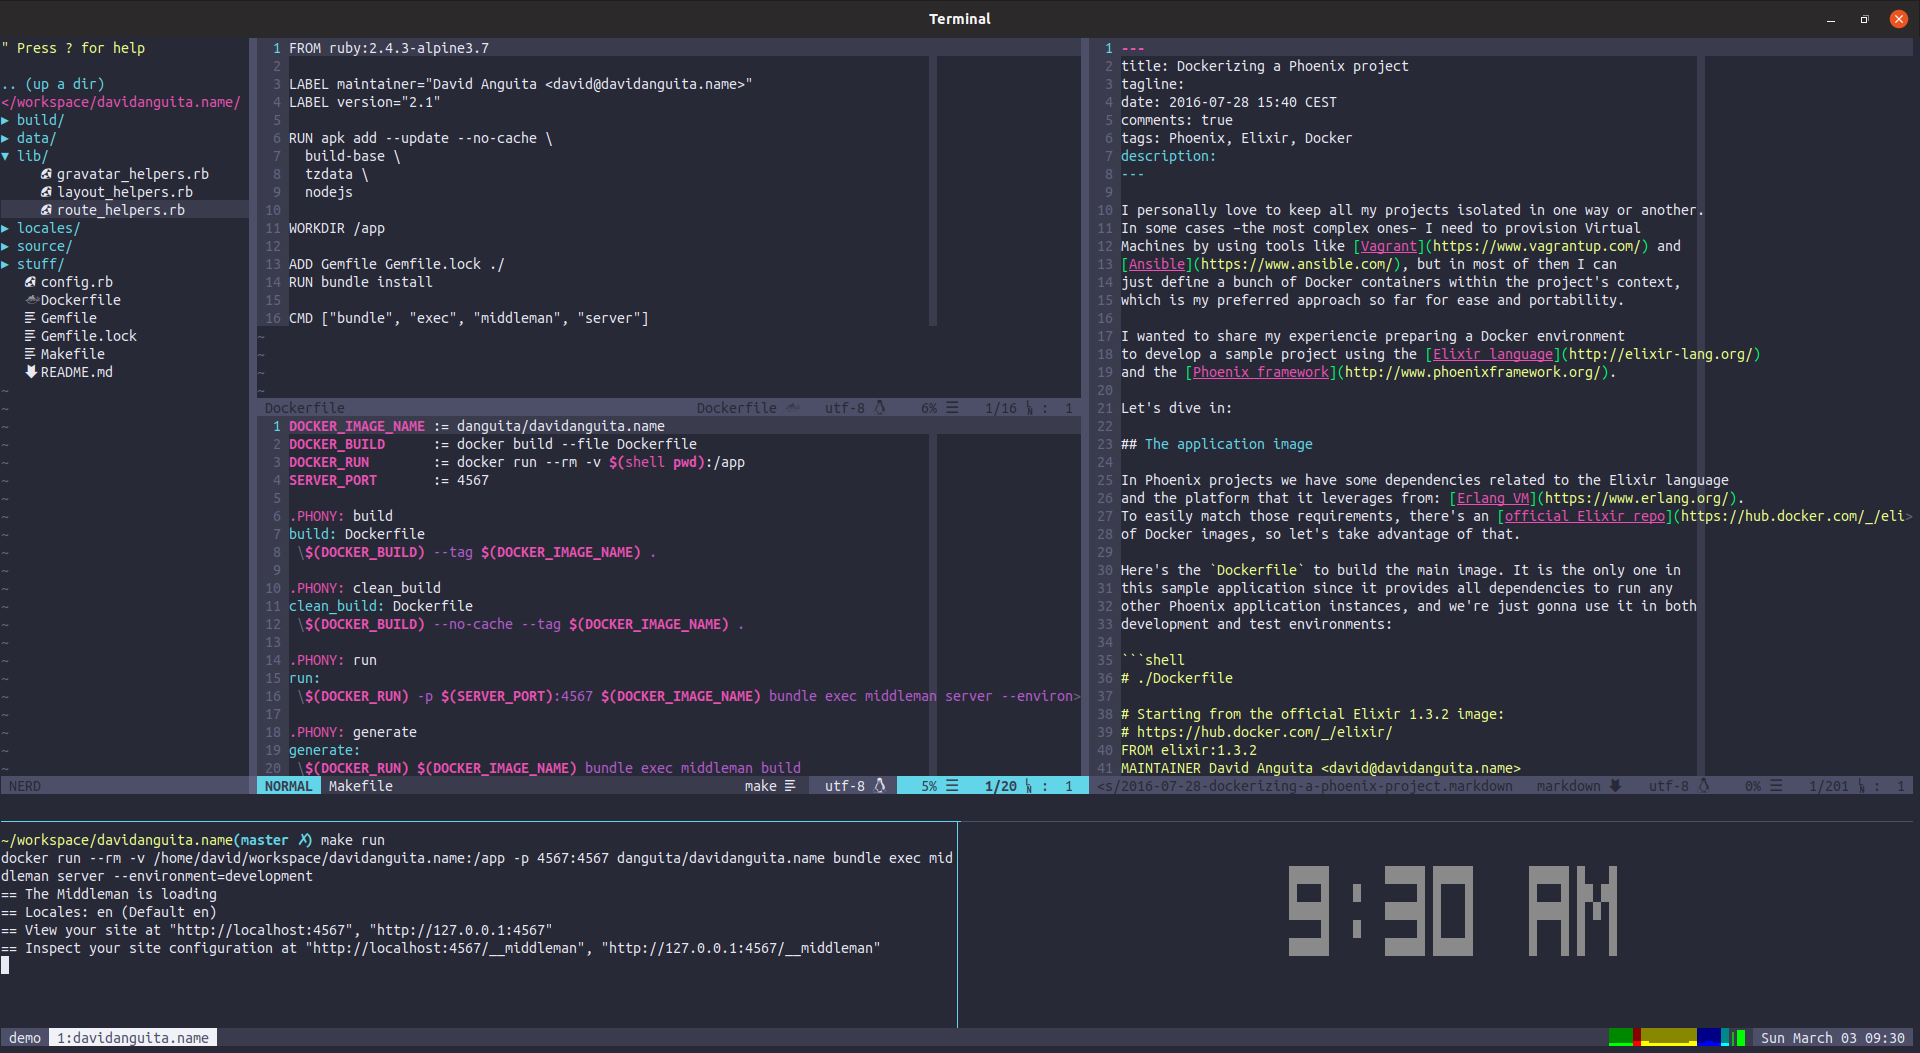 Terminal
" Press ? for help
.. (up a dir)
</workspace/davidanguita.name/
▸ build/
▸ data/
▾ lib/
gravatar_helpers.rb
layout_helpers.rb
route_helpers.rb
▸ locales/
▸ source/
▸ stuff/
config.rb
Dockerfile
Gemfile
Gemfile.lock
Makefile
README.md
NERD
1 FROM ruby:2.4.3-alpine3.7
2
3 LABEL maintainer="David Anguita <david@davidanguita.name>"
4 LABEL version="2.1"
5
6 RUN apk add --update --no-cache \
7   build-base \
8   tzdata \
9   nodejs
10
11 WORKDIR /app
12
13 ADD Gemfile Gemfile.lock ./
14 RUN bundle install
15
16 CMD ["bundle", "exec", "middleman", "server"]
~
~
~
~
Dockerfile Dockerfile utf-8 6% ☰ 1/16 : 1
1 DOCKER_IMAGE_NAME := danguita/davidanguita.name
2 DOCKER_BUILD      := docker build --file Dockerfile
3 DOCKER_RUN        := docker run --rm -v $(shell pwd):/app
4 SERVER_PORT       := 4567
5
6 .PHONY: build
7 build: Dockerfile
8 \$(DOCKER_BUILD) --tag $(DOCKER_IMAGE_NAME) .
9
10 .PHONY: clean_build
11 clean_build: Dockerfile
12 \$(DOCKER_BUILD) --no-cache --tag $(DOCKER_IMAGE_NAME) .
13
14 .PHONY: run
15 run:
16 \$(DOCKER_RUN) -p $(SERVER_PORT):4567 $(DOCKER_IMAGE_NAME) bundle exec middleman server --environ>
17
18 .PHONY: generate
19 generate:
20 \$(DOCKER_RUN) $(DOCKER_IMAGE_NAME) bundle exec middleman build
NORMAL Makefile make utf-8 5% ☰ 1/20 : 1
1 ---
2 title: Dockerizing a Phoenix project
3 tagline:
4 date: 2016-07-28 15:40 CEST
5 comments: true
6 tags: Phoenix, Elixir, Docker
7 description:
8 ---
9
10 I personally love to keep all my projects isolated in one way or another.
11 In some cases -the most complex ones- I need to provision Virtual
12 Machines by using tools like [Vagrant](https://www.vagrantup.com/) and
13 [Ansible](https://www.ansible.com/), but in most of them I can
14 just define a bunch of Docker containers within the project's context,
15 which is my preferred approach so far for ease and portability.
16
17 I wanted to share my experiencie preparing a Docker environment
18 to develop a sample project using the [Elixir language](http://elixir-lang.org/)
19 and the [Phoenix framework](http://www.phoenixframework.org/).
20
21 Let's dive in:
22
23 ## The application image
24
25 In Phoenix projects we have some dependencies related to the Elixir language
26 and the platform that it leverages from: [Erlang VM](https://www.erlang.org/).
27 To easily match those requirements, there's an [official Elixir repo](https://hub.docker.com/_/eli>
28 of Docker images, so let's take advantage of that.
29
30 Here's the `Dockerfile` to build the main image. It is the only one in
31 this sample application since it provides all dependencies to run any
32 other Phoenix application instances, and we're just gonna use it in both
33 development and test environments:
34
35 ```shell
36 # ./Dockerfile
37
38 # Starting from the official Elixir 1.3.2 image:
39 # https://hub.docker.com/_/elixir/
40 FROM elixir:1.3.2
41 MAINTAINER David Anguita <david@davidanguita.name>
<s/2016-07-28-dockerizing-a-phoenix-project.markdown markdown utf-8 0% ☰ 1/201 : 1
~/workspace/davidanguita.name(master ✗) make run
docker run --rm -v /home/david/workspace/davidanguita.name:/app -p 4567:4567 danguita/davidanguita.name bundle exec mid
dleman server --environment=development
== The Middleman is loading
== Locales: en (Default en)
== View your site at "http://localhost:4567", "http://127.0.0.1:4567"
== Inspect your site configuration at "http://localhost:4567/__middleman", "http://127.0.0.1:4567/__middleman"
9:30 AM
demo 1:davidanguita.name Sun March 03 09:30